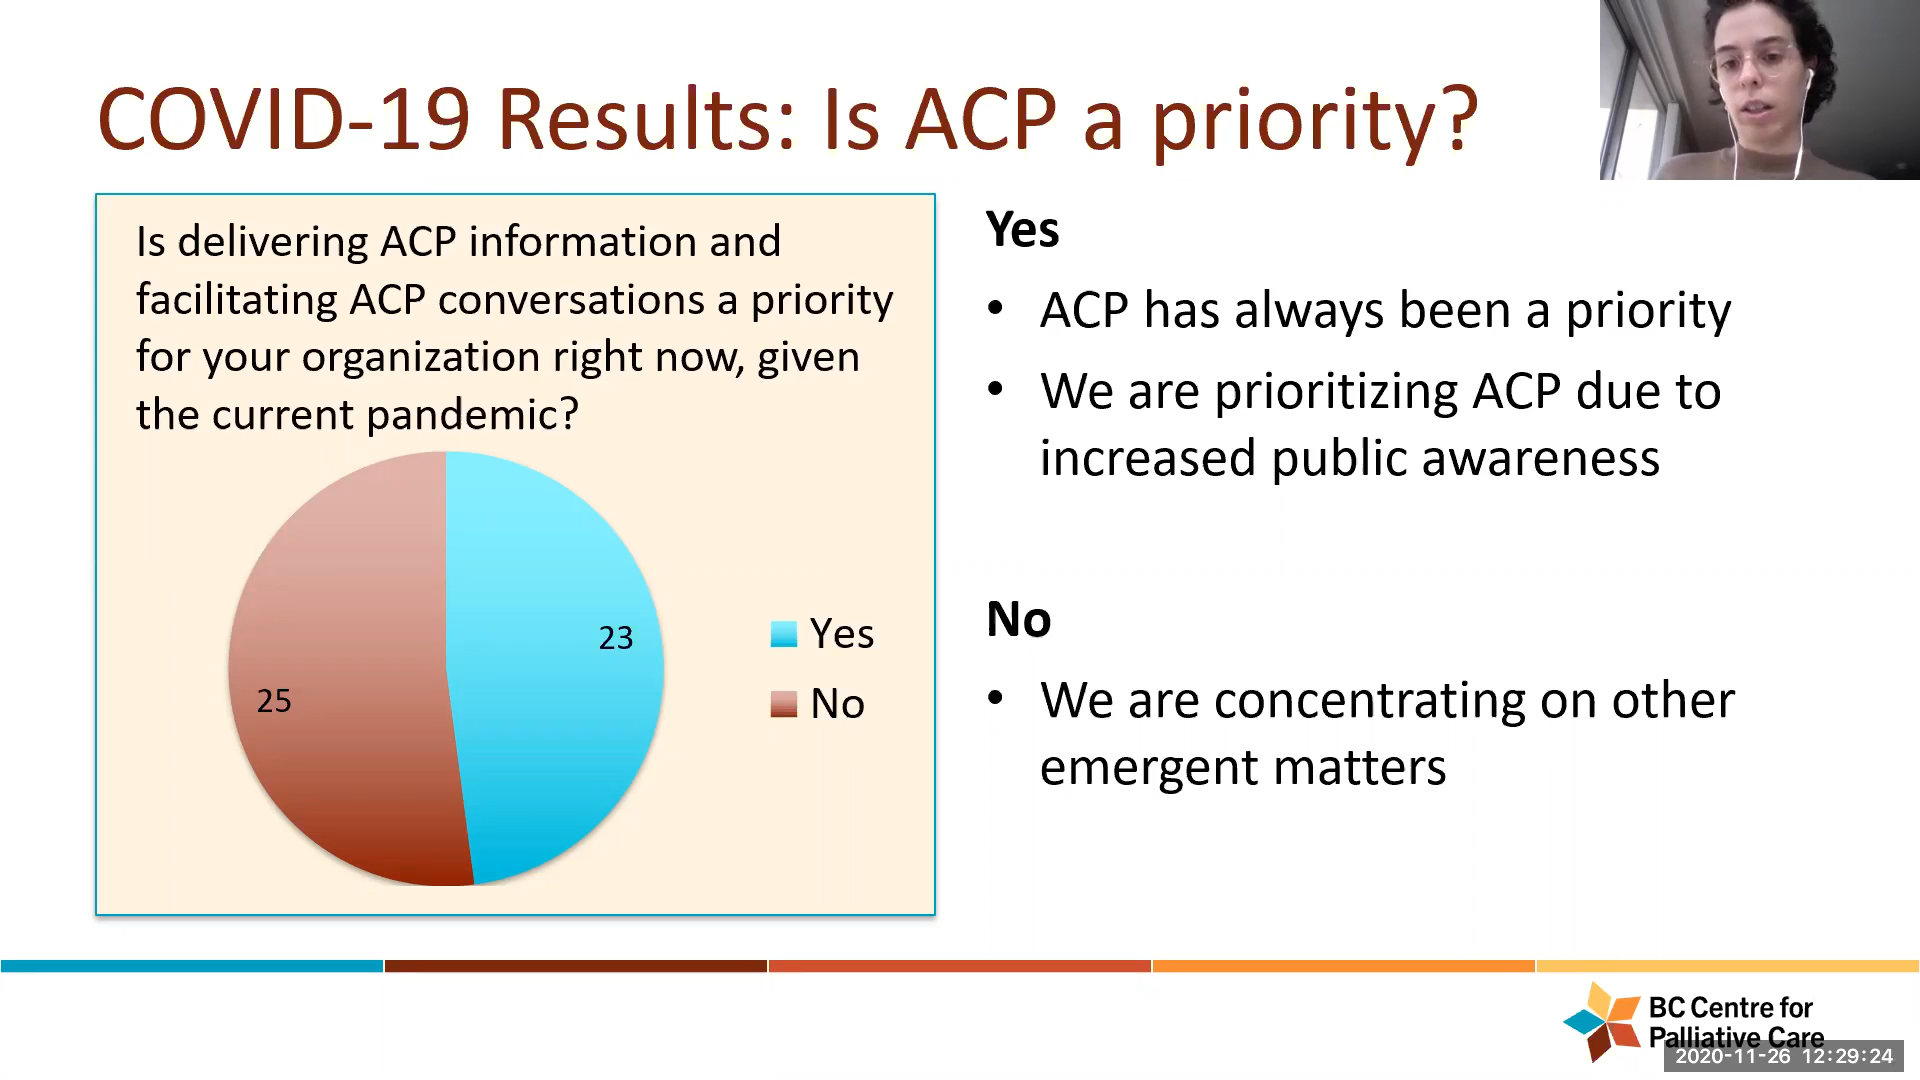 COVID-19 Results: Is ACP a priority?
Is delivering ACP information and
facilitating ACP conversations a priority
for your organization right now, given
the current pandemic?
23
25
Yes
No
Yes
• ACP has always been a priority
• We are prioritizing ACP due to
increased public awareness
No
• We are concentrating on other
emergent matters
BC Centre for
Palliative Care
2020-11-26 12:29:24